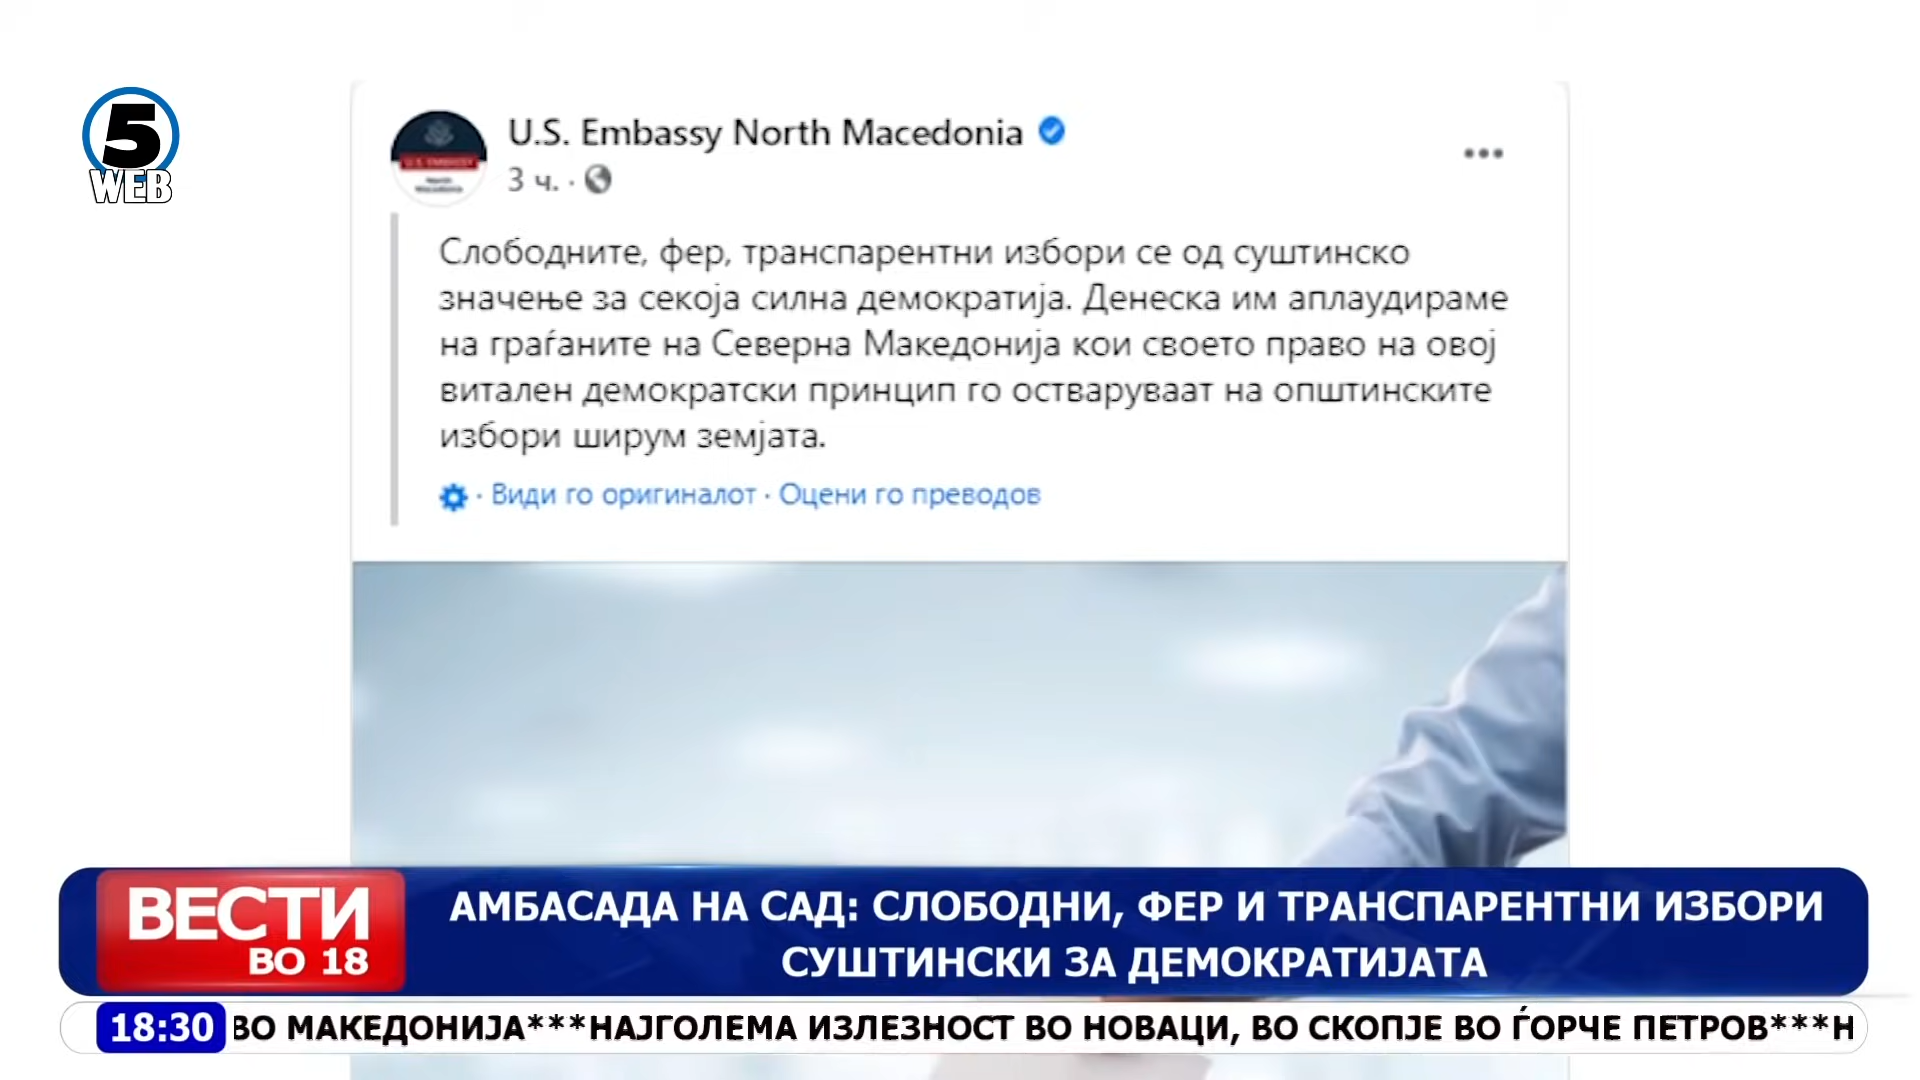 5
WEB
U.S. Embassy North Macedonia
3 ч.
Слободните, фер, транспарентни избори се од суштинско
значење за секоја силна демократија. Денеска им аплаудираме
на граѓаните на Северна Македонија кои своето право на овој
витален демократски принцип го остваруваат на општинските
избори ширум земјата.
· Види го оригиналот · Оцени го преводов
ВЕСТИ
ВО 18
АМБАСАДА НА САД: СЛОБОДНИ, ФЕР И ТРАНСПАРЕНТНИ ИЗБОРИ
СУШТИНСКИ ЗА ДЕМОКРАТИЈАТА
18:30 ВО МАКЕДОНИЈА***НАЈГОЛЕМА ИЗЛЕЗНОСТ ВО НОВАЦИ, ВО СКОПЈЕ ВО ЃОРЧЕ ПЕТРОВ***Н